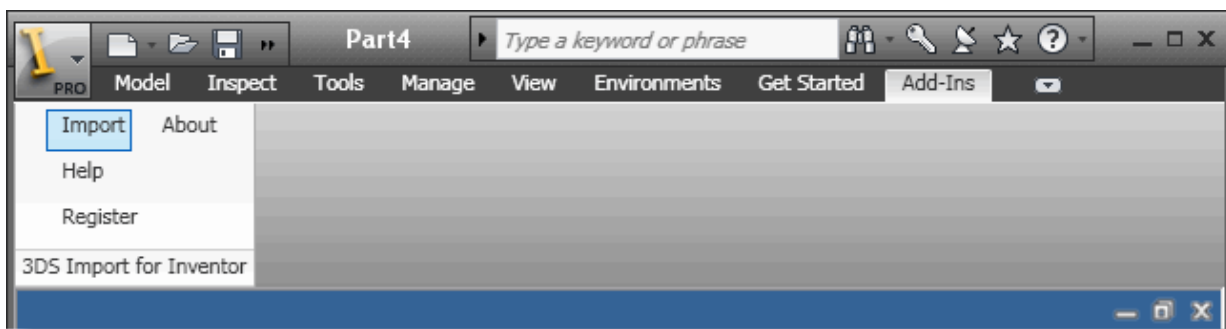 Part4 Type a keyword or phrase
PRO Model Inspect Tools Manage View Environments Get Started Add-Ins
Import About
Help
Register
3DS Import for Inventor